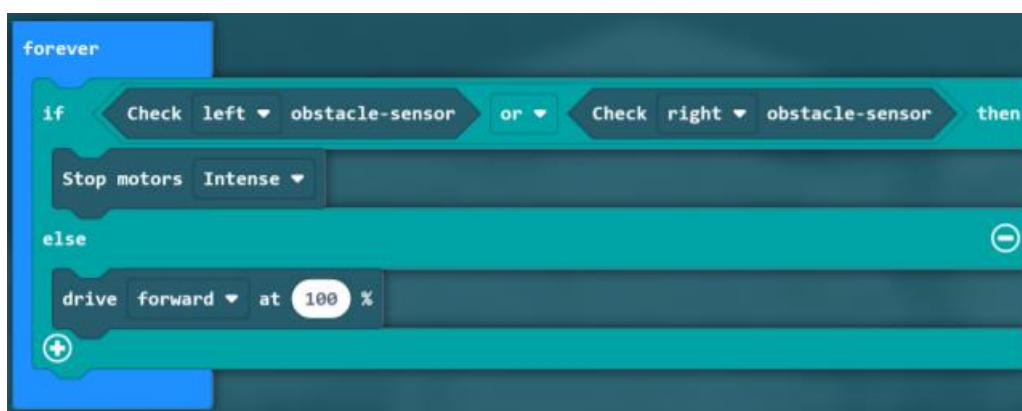 forever
if Check left obstacle-sensor or Check right obstacle-sensor then
Stop motors Intense
else
drive forward at 100 %